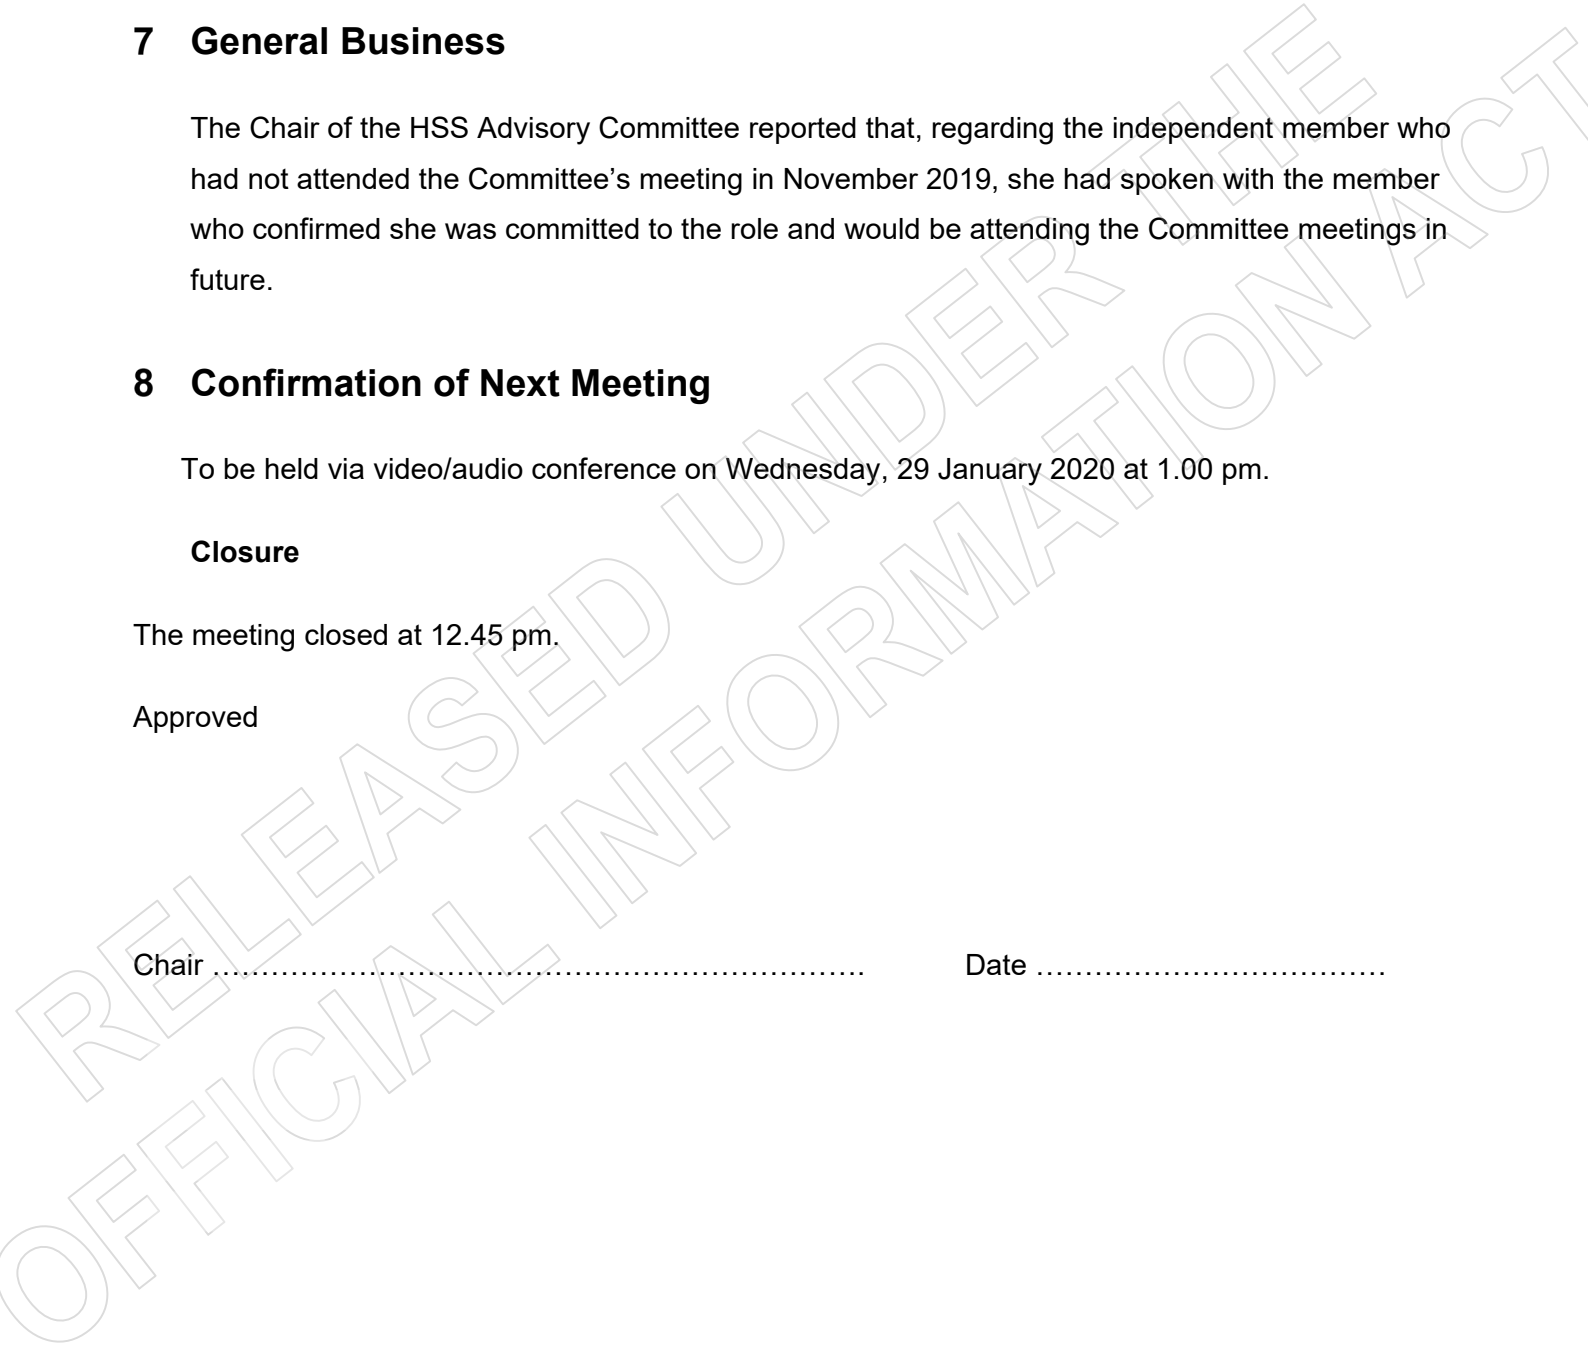 7 General Business
The Chair of the HSS Advisory Committee reported that, regarding the independent member who
had not attended the Committee’s meeting in November 2019, she had spoken with the member
who confirmed she was committed to the role and would be attending the Committee meetings in
future.
8 Confirmation of Next Meeting
To be held via video/audio conference on Wednesday, 29 January 2020 at 1.00 pm.
Closure
The meeting closed at 12.45 pm.
Approved
Chair …………………………………………………………. Date ………………………………
RELEASED UNDER THE
OFFICIAL INFORMATION ACT